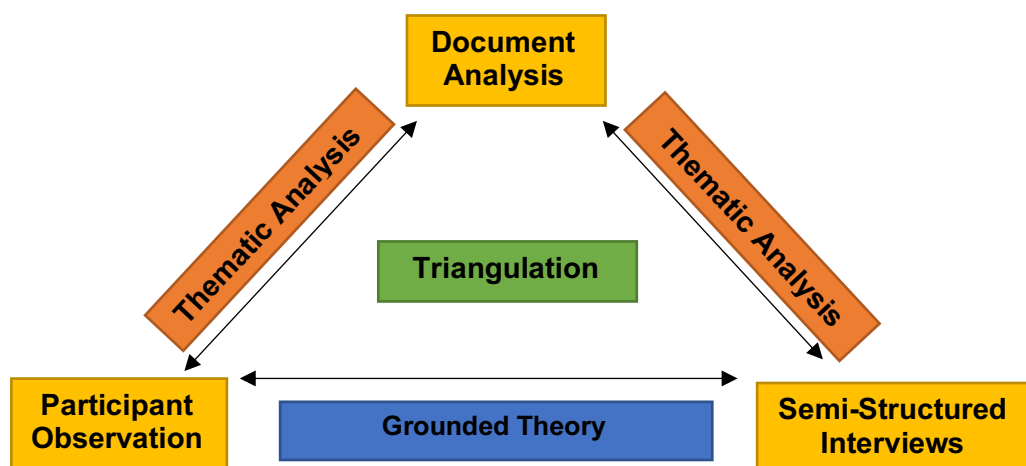 Document
Analysis
Thematic Analysis
Thematic Analysis
Triangulation
Participant
Observation
Grounded Theory
Semi-Structured
Interviews